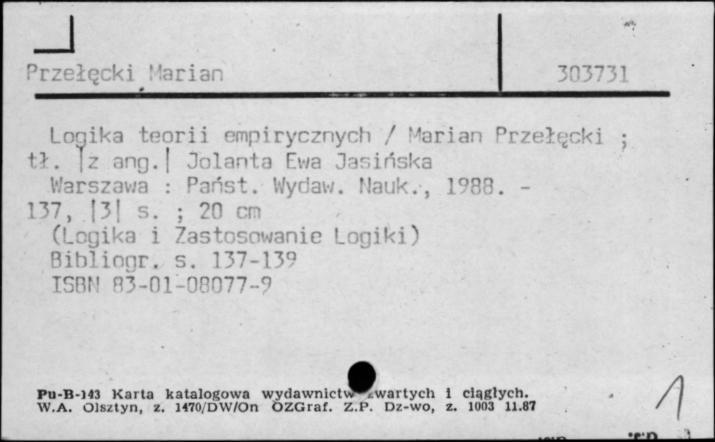 Przełęcki Marian 303731
Logika teorii empirycznych / Marian Przełęcki ;
tł. |z ang.| Jolanta Ewa Jasińska
Warszawa : Państ. Wydaw. Nauk., 1988. -
137, |3| s. ; 20 cm
(Logika i Zastosowanie Logiki)
Bibliogr. s. 137-139
ISBN 83-01-08077-9
Pu-B-143 Karta katalogowa wydawnictw zwartych i ciągłych.
W.A. Olsztyn, z. 1470/DW/On OZGraf. Z.P. Dz-wo, z. 1003 11.87